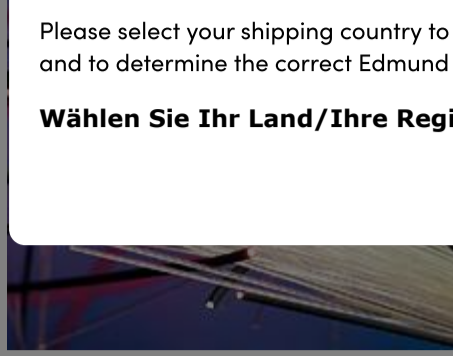 Please select your shipping country to
and to determine the correct Edmund
Wählen Sie Ihr Land/Ihre Regi